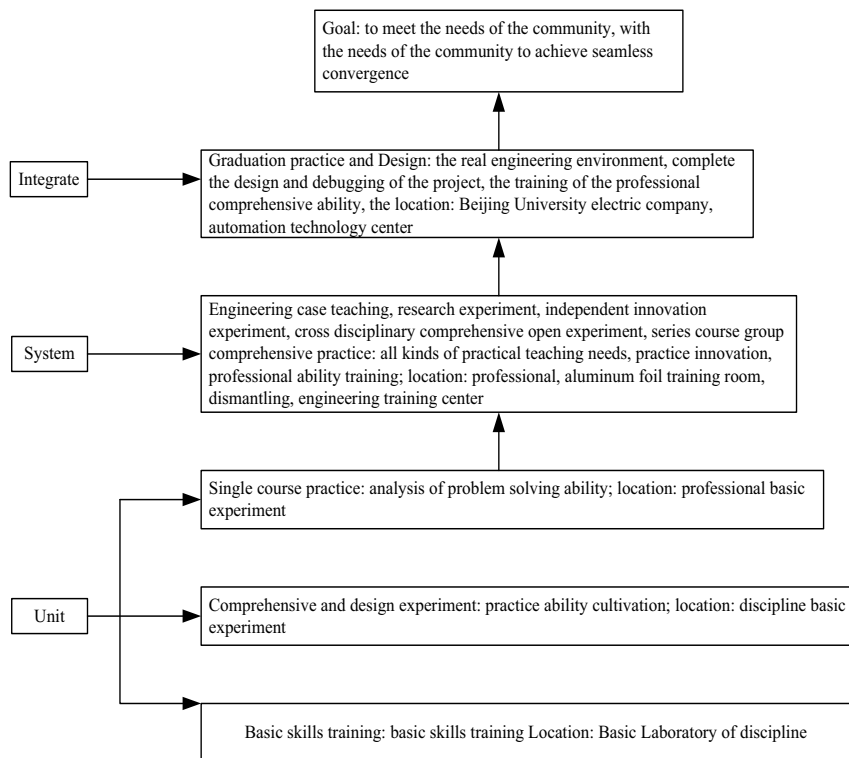 Goal: to meet the needs of the community, with
the needs of the community to achieve seamless
convergence
Integrate
Graduation practice and Design: the real engineering environment, complete
the design and debugging of the project, the training of the professional
comprehensive ability, the location: Beijing University electric company,
automation technology center
System
Engineering case teaching, research experiment, independent innovation
experiment, cross disciplinary comprehensive open experiment, series course group
comprehensive practice: all kinds of practical teaching needs, practice innovation,
professional ability training; location: professional, aluminum foil training room,
dismantling, engineering training center
Single course practice: analysis of problem solving ability; location: professional basic
experiment
Unit
Comprehensive and design experiment: practice ability cultivation; location: discipline basic
experiment
Basic skills training: basic skills training Location: Basic Laboratory of discipline